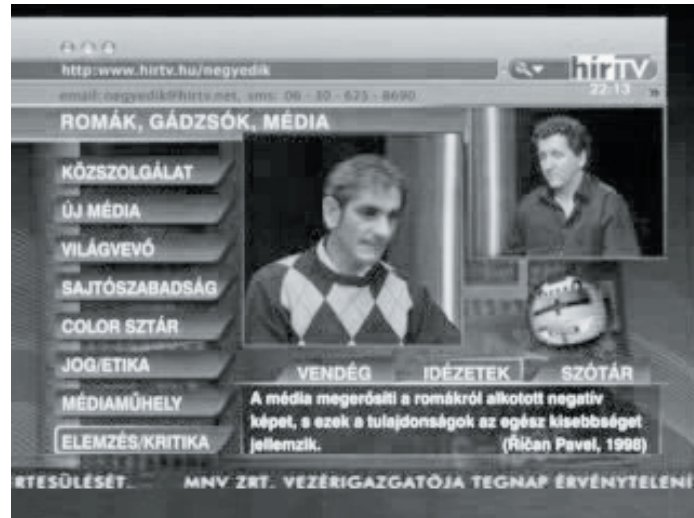 http:www.hirtv.hu/negyedik
hírTV
email: negyedik@hirtv.net, sms: 06 - 30 - 625 - 8690
22:13
ROMÁK, GÁDZSÓK, MÉDIA
KÖZSZOLGÁLAT
ÚJ MÉDIA
VILÁGVEVŐ
SAJTÓSZABADSÁG
COLOR SZTÁR
JOG/ETIKA
MÉDIAMŰHELY
ELEMZÉS/KRITIKA
VENDÉG IDÉZETEK SZÓTÁR
A média megerősíti a romákról alkotott negatív
képet, s ezek a tulajdonságok az egész kisebbséget
jellemzik. (Říčan Pavel, 1998)
RTESÜLÉSÉT... MNV ZRT. VEZÉRIGAZGATÓJA TEGNAP ÉRVÉNYTELENÍ